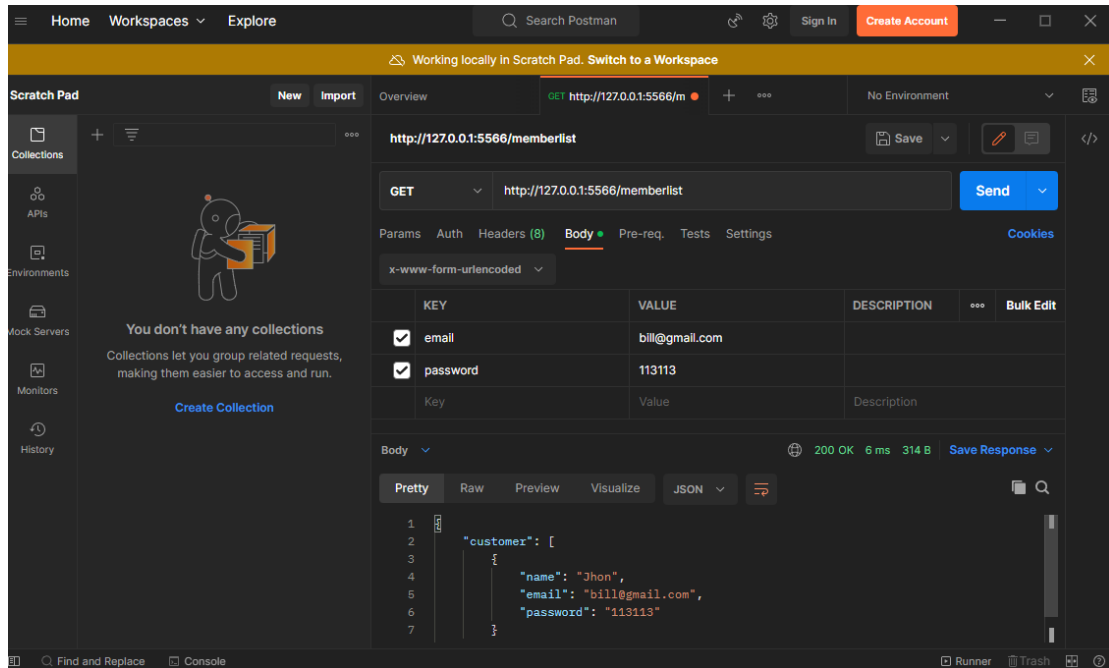 Home Workspaces Explore Search Postman Sign In Create Account
Working locally in Scratch Pad. Switch to a Workspace
Scratch Pad New Import Overview GET http://127.0.0.1:5566/m No Environment
Collections
APIs
Environments
Mock Servers
Monitors
History
You don't have any collections
Collections let you group related requests,
making them easier to access and run.
Create Collection
http://127.0.0.1:5566/memberlist Save
GET http://127.0.0.1:5566/memberlist Send
Params Auth Headers (8) Body Pre-req. Tests Settings Cookies
x-www-form-urlencoded
KEY VALUE DESCRIPTION Bulk Edit
email bill@gmail.com
password 113113
Key Value Description
Body 200 OK 6 ms 314 B Save Response
Pretty Raw Preview Visualize JSON
1 {
2 "customer": [
3 {
4 "name": "Jhon",
5 "email": "bill@gmail.com",
6 "password": "113113"
7 }
Find and Replace Console Runner Trash